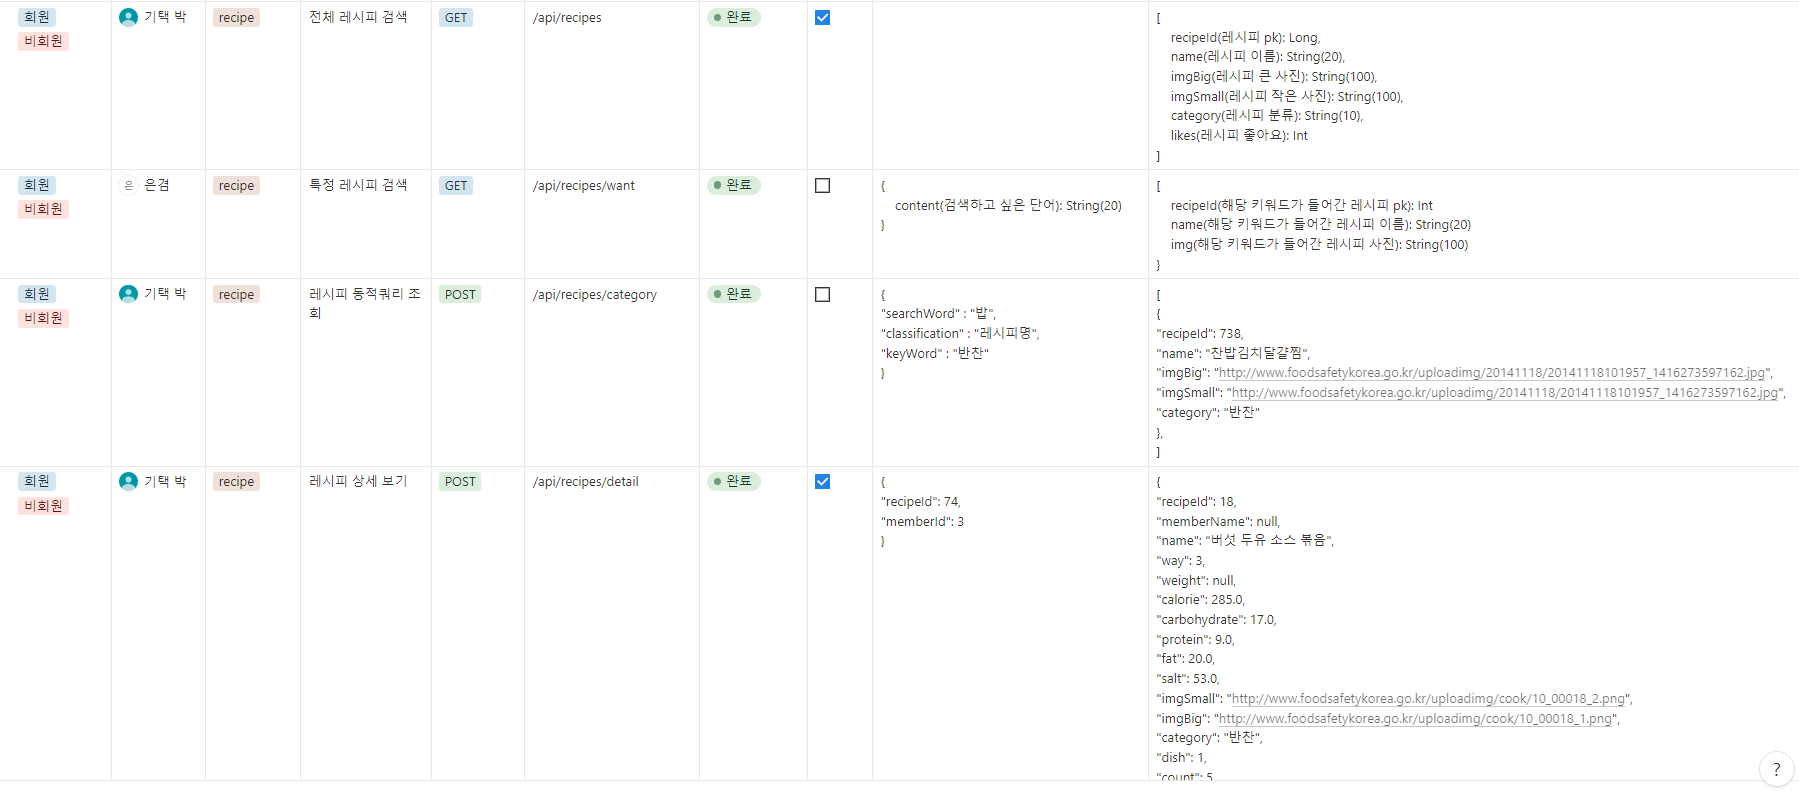 회원
비회원
기택 박
recipe
전체 레시피 검색
GET
/api/recipes
완료
[
recipeId(레시피 pk): Long,
name(레시피 이름): String(20),
imgBig(레시피 큰 사진): String(100),
imgSmall(레시피 작은 사진): String(100),
category(레시피 분류): String(10),
likes(레시피 좋아요): Int
]
회원
비회원
은 은겸
recipe
특정 레시피 검색
GET
/api/recipes/want
완료
{
content(검색하고 싶은 단어): String(20)
}
[
recipeId(해당 키워드가 들어간 레시피 pk): Int
name(해당 키워드가 들어간 레시피 이름): String(20)
img(해당 키워드가 들어간 레시피 사진): String(100)
}
회원
비회원
기택 박
recipe
레시피 동적쿼리 조
회
POST
/api/recipes/category
완료
{
"searchWord" : "밥",
"classification" : "레시피명",
"keyWord" : "반찬"
}
[
{
"recipeId": 738,
"name": "찬밥김치달걀찜",
"imgBig": "http://www.foodsafetykorea.go.kr/uploadimg/20141118/20141118101957_1416273597162.jpg",
"imgSmall": "http://www.foodsafetykorea.go.kr/uploadimg/20141118/20141118101957_1416273597162.jpg",
"category": "반찬"
},
]
회원
비회원
기택 박
recipe
레시피 상세 보기
POST
/api/recipes/detail
완료
{
"recipeId": 74,
"memberId": 3
}
{
"recipeId": 18,
"memberName": null,
"name": "버섯 두유 소스 볶음",
"way": 3,
"weight": null,
"calorie": 285.0,
"carbohydrate": 17.0,
"protein": 9.0,
"fat": 20.0,
"salt": 53.0,
"imgSmall": "http://www.foodsafetykorea.go.kr/uploadimg/cook/10_00018_2.png",
"imgBig": "http://www.foodsafetykorea.go.kr/uploadimg/cook/10_00018_1.png",
"category": "반찬",
"dish": 1,
"count": 5
?